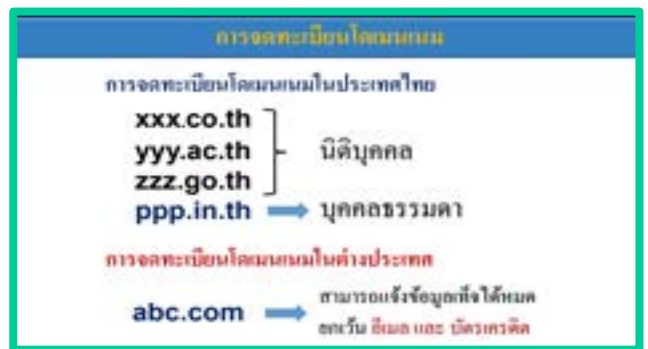 การจดทะเบียนโดเมนเนม
การจดทะเบียนโดเมนเนมในประเทศไทย
xxx.co.th
yyy.ac.th นิติบุคคล
zzz.go.th
ppp.in.th บุคคลธรรมดา
การจดทะเบียนโดเมนเนมในต่างประเทศ
abc.com สามารถแจ้งข้อมูลเท็จได้หมด
ยกเว้น อีเมล และ บัตรเครดิต